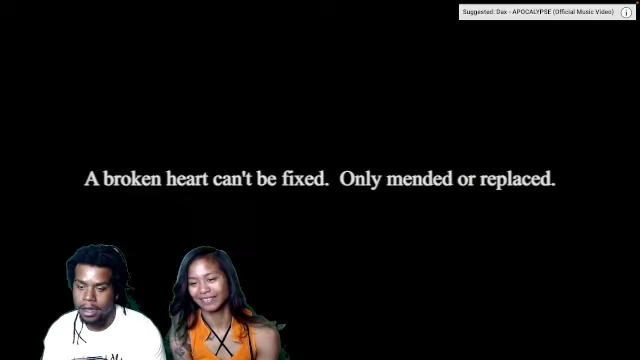 Suggested: Dax - APOCALYPSE (Official Music Video)
A broken heart can't be fixed. Only mended or replaced.